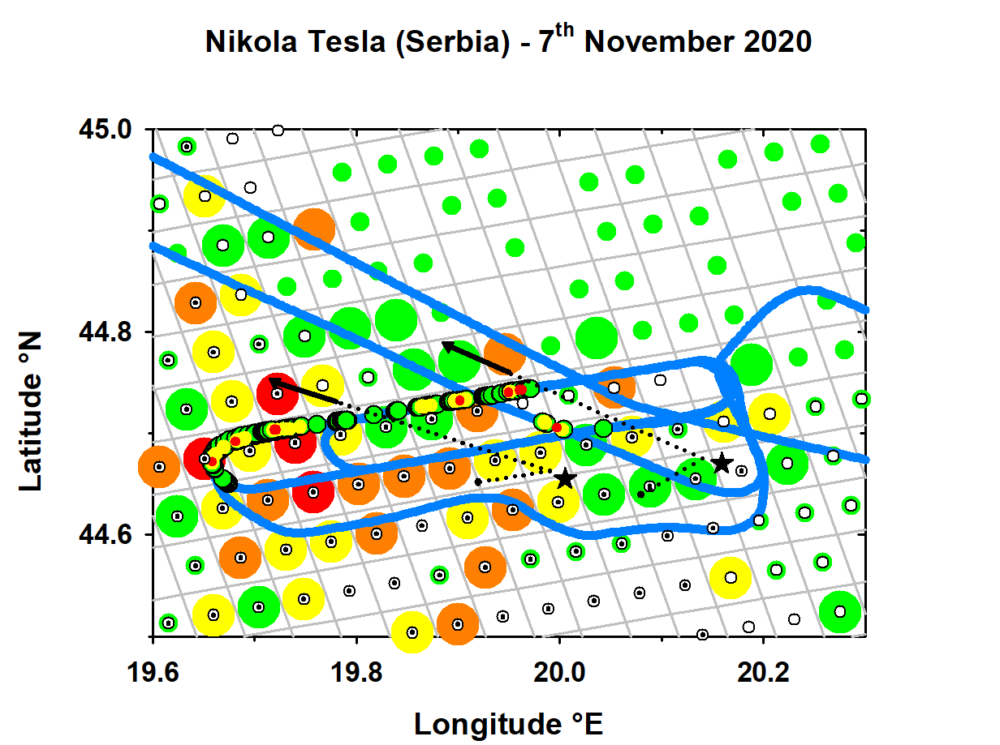 Nikola Tesla (Serbia) - 7th November 2020
45.0
44.8
44.6
Latitude °N
19.6 19.8 20.0 20.2
Longitude °E